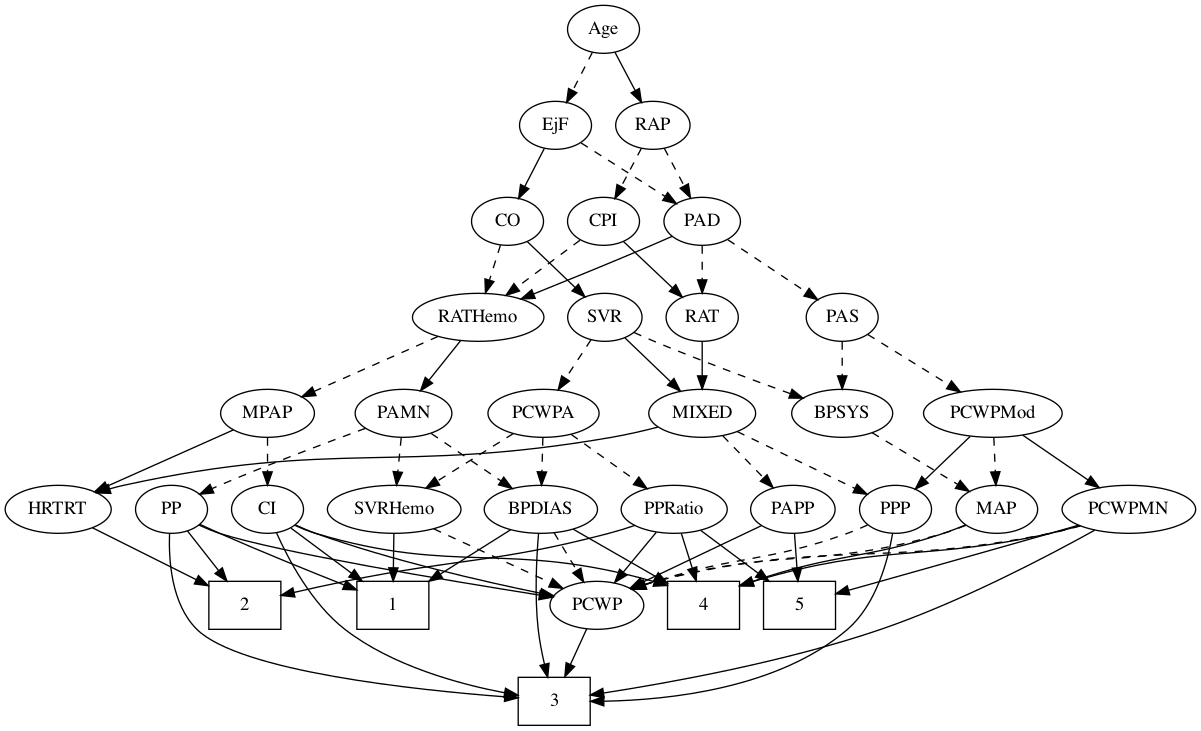 Age
EjF
RAP
CO
CPI
PAD
RATHemo
SVR
RAT
PAS
MPAP
PAMN
PCWPA
MIXED
BPSYS
PCWPMod
HRTRT
PP
CI
SVRHemo
BPDIAS
PPRatio
PAPP
PPP
MAP
PCWPMN
2
1
PCWP
4
5
3